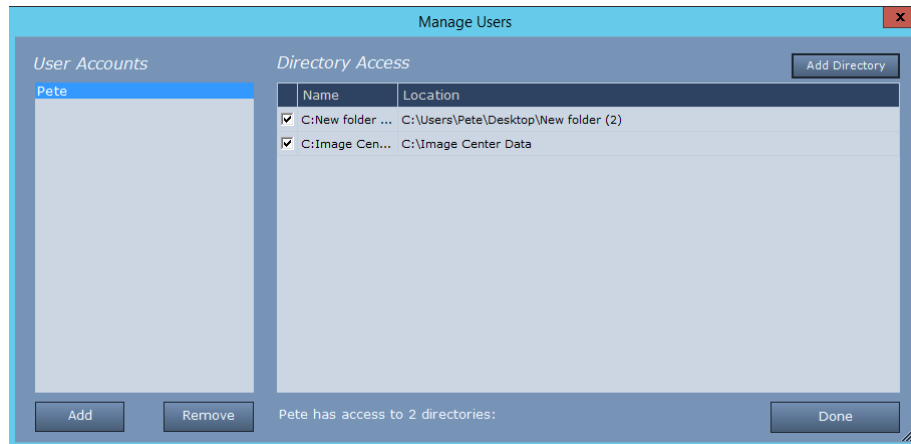 Manage Users
x
User Accounts
Directory Access
Add Directory
Pete
Name Location
C:New folder ... C:\Users\Pete\Desktop\New folder (2)
C:Image Cen... C:\Image Center Data
Add Remove
Pete has access to 2 directories:
Done